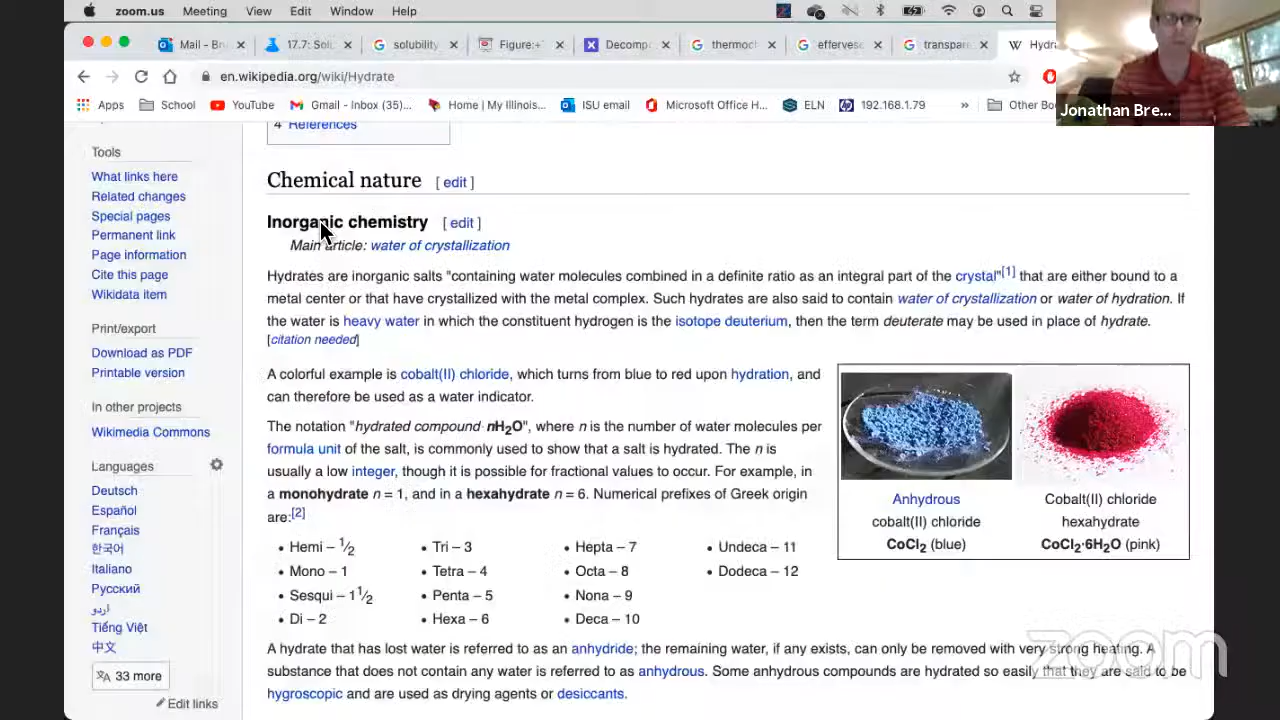 zoom.us Meeting View Edit Window Help
Mail - Bru 17.7: Solu solubility Figure:+ Decompo thermoch effervesc transpare Hydra
en.wikipedia.org/wiki/Hydrate
Apps School YouTube Gmail - Inbox (35)... Home | My Illinois... ISU email Microsoft Office H... ELN 192.168.1.79 » Other Bo
Jonathan Bre...
4 References
Tools
What links here
Related changes
Special pages
Permanent link
Page information
Cite this page
Wikidata item
Print/export
Download as PDF
Printable version
In other projects
Wikimedia Commons
Languages
Deutsch
Español
Français
한국어
Italiano
Русский
اردو
Tiếng Việt
中文
33 more
Edit links
Chemical nature [ edit ]
Inorganic chemistry [ edit ]
Main article: water of crystallization
Hydrates are inorganic salts "containing water molecules combined in a definite ratio as an integral part of the crystal"[1] that are either bound to a
metal center or that have crystallized with the metal complex. Such hydrates are also said to contain water of crystallization or water of hydration. If
the water is heavy water in which the constituent hydrogen is the isotope deuterium, then the term deuterate may be used in place of hydrate.
[citation needed]
A colorful example is cobalt(II) chloride, which turns from blue to red upon hydration, and
can therefore be used as a water indicator.
The notation "hydrated compound·nH₂O", where n is the number of water molecules per
formula unit of the salt, is commonly used to show that a salt is hydrated. The n is
usually a low integer, though it is possible for fractional values to occur. For example, in
a monohydrate n = 1, and in a hexahydrate n = 6. Numerical prefixes of Greek origin
are:[2]
• Hemi – 1/2
• Mono – 1
• Sesqui – 1 1/2
• Di – 2
• Tri – 3
• Tetra – 4
• Penta – 5
• Hexa – 6
• Hepta – 7
• Octa – 8
• Nona – 9
• Deca – 10
• Undeca – 11
• Dodeca – 12
Anhydrous
cobalt(II) chloride
CoCl₂ (blue)
Cobalt(II) chloride
hexahydrate
CoCl₂·6H₂O (pink)
A hydrate that has lost water is referred to as an anhydride; the remaining water, if any exists, can only be removed with very strong heating. A
substance that does not contain any water is referred to as anhydrous. Some anhydrous compounds are hydrated so easily that they are said to be
hygroscopic and are used as drying agents or desiccants.
zoom